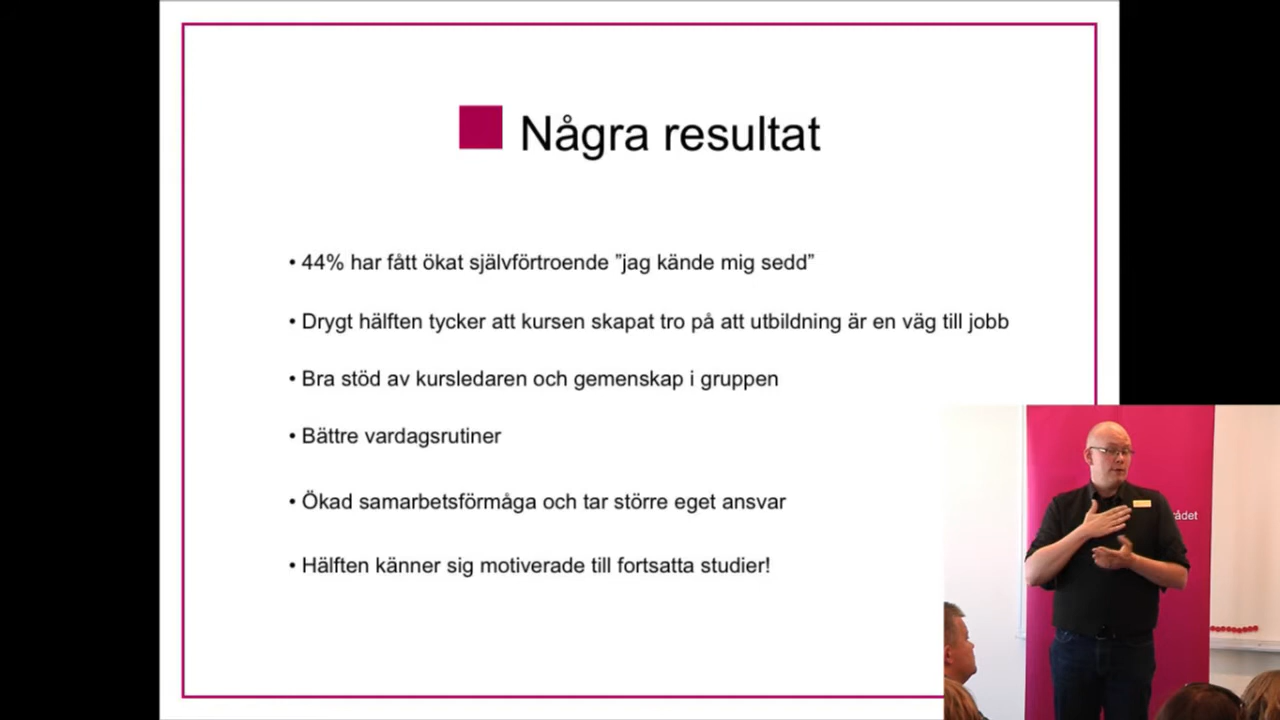 Några resultat
• 44% har fått ökat självförtroende ”jag kände mig sedd”
• Drygt hälften tycker att kursen skapat tro på att utbildning är en väg till jobb
• Bra stöd av kursledaren och gemenskap i gruppen
• Bättre vardagsrutiner
• Ökad samarbetsförmåga och tar större eget ansvar
• Hälften känner sig motiverade till fortsatta studier!